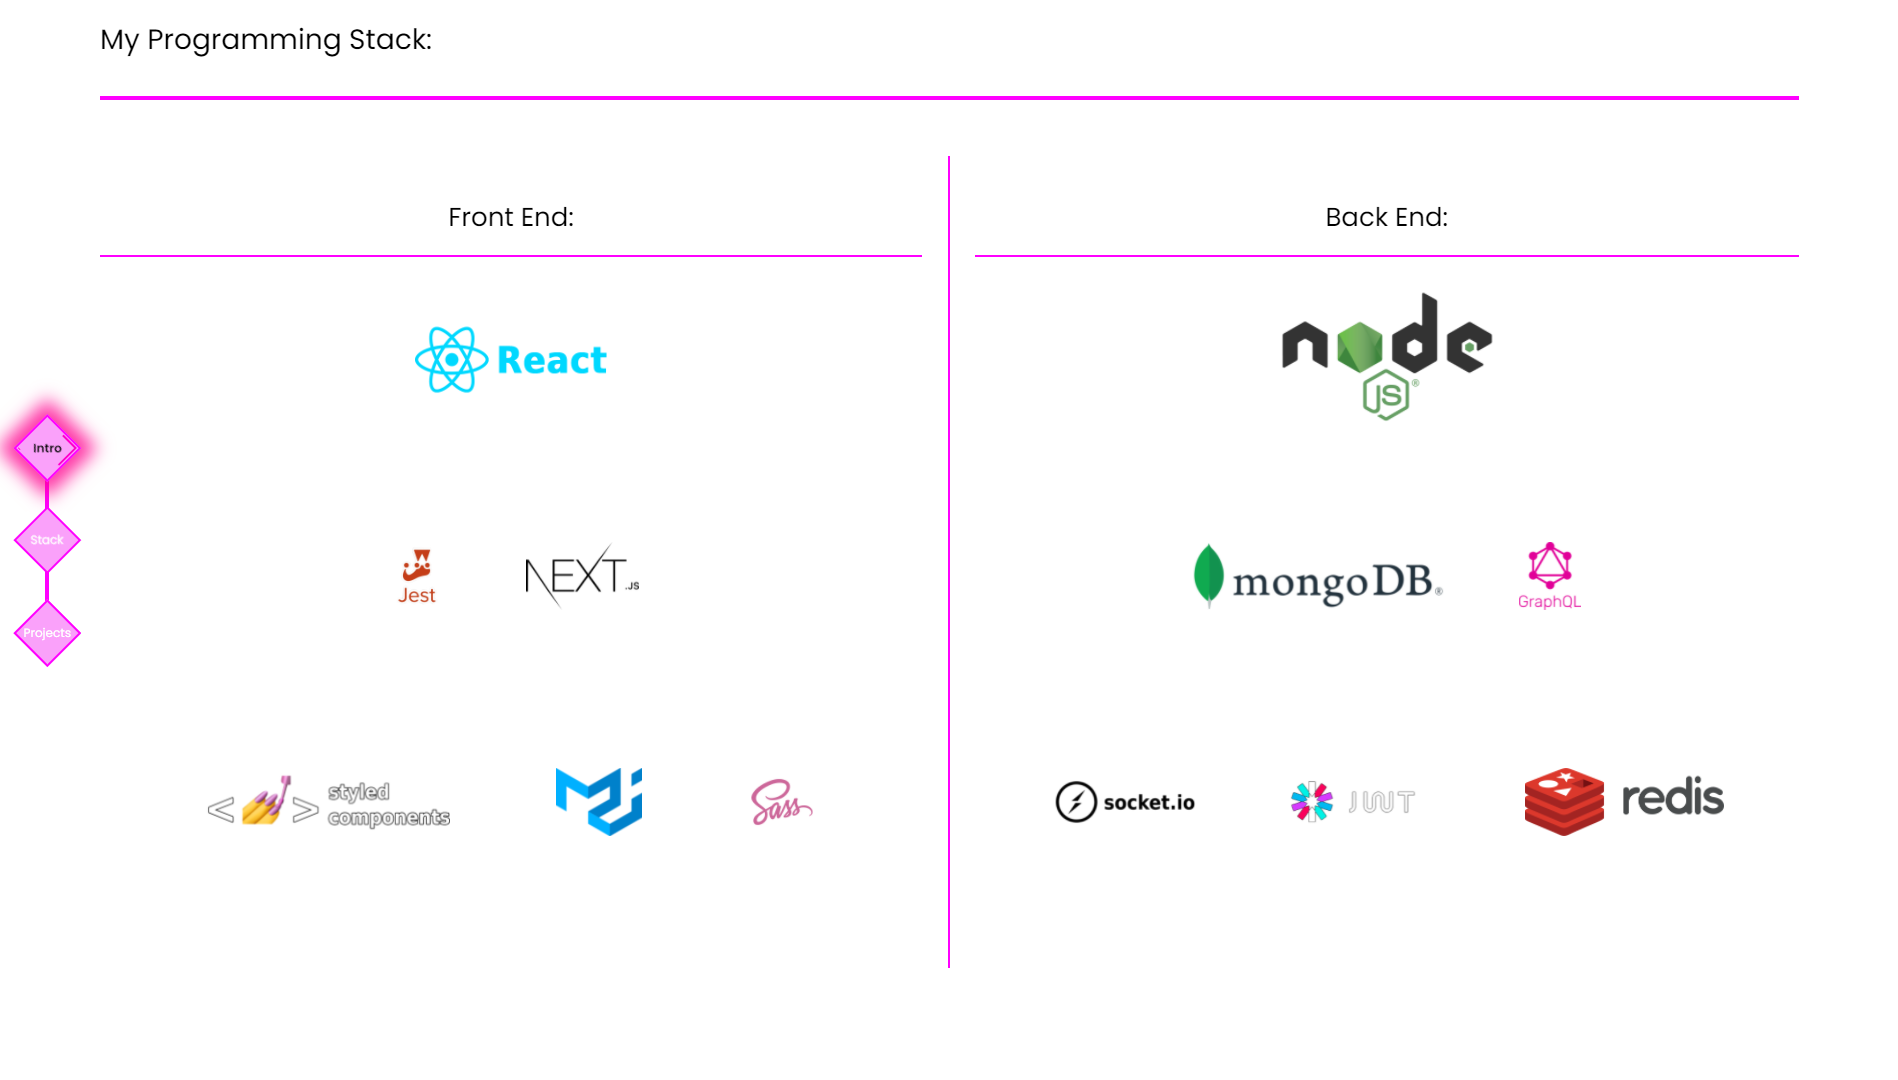 My Programming Stack:
Front End:
Back End:
React
node
JS ®
Intro
Stack
Projects
Jest
NEXT.JS
mongoDB®
GraphQL
< > styled components
Sass
socket.io
JWT
redis